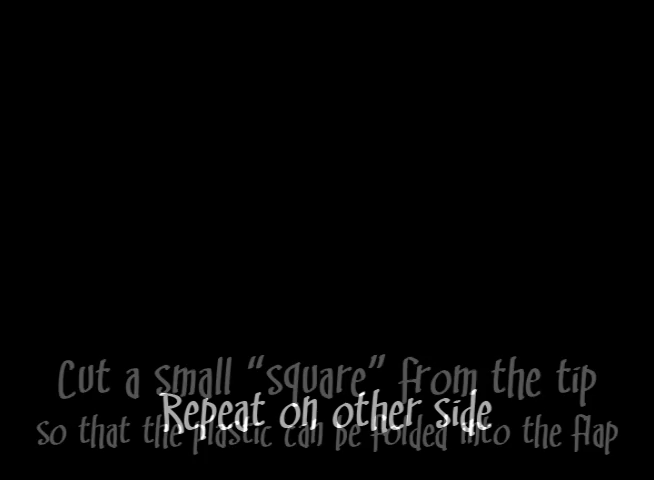 Cut a small “square” from the tip
Repeat on other side
so that the plastic can be folded into the flap